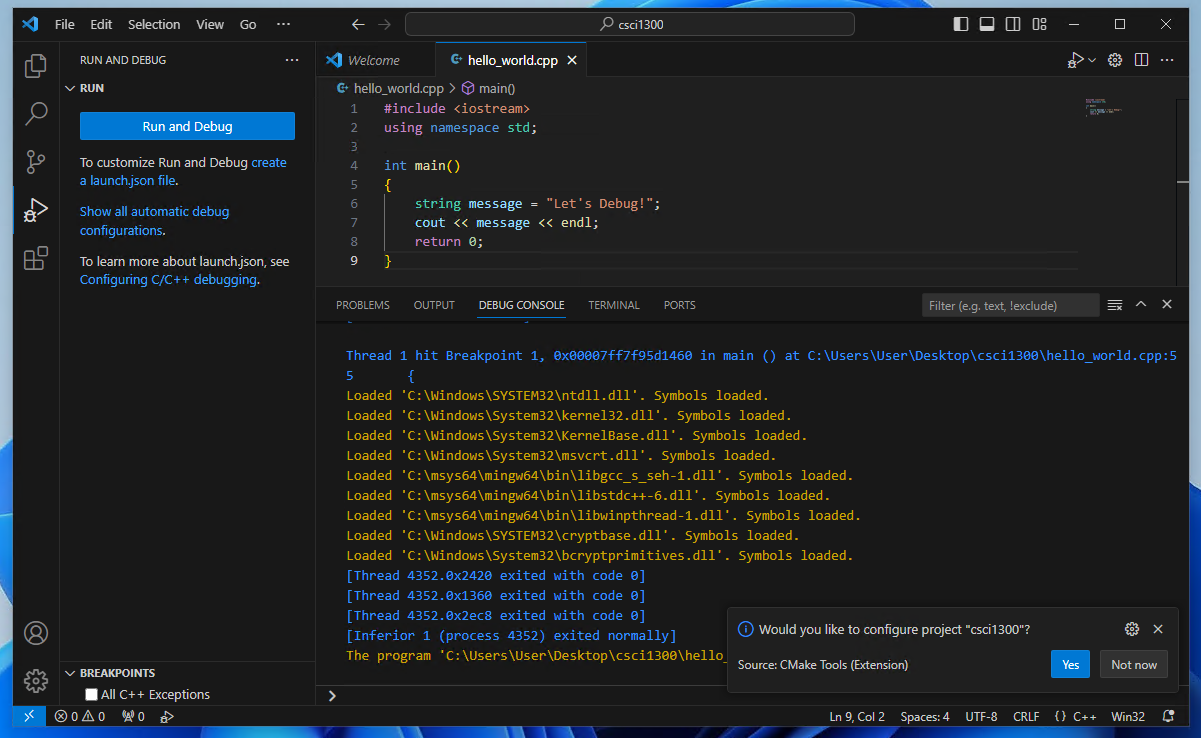 File Edit Selection View Go ··· csci1300
RUN AND DEBUG ···
RUN
Run and Debug
To customize Run and Debug create
a launch.json file.
Show all automatic debug
configurations.
To learn more about launch.json, see
Configuring C/C++ debugging.
BREAKPOINTS
All C++ Exceptions
Welcome hello_world.cpp
hello_world.cpp > main()
1 #include <iostream>
2 using namespace std;
3
4 int main()
5 {
6 string message = "Let's Debug!";
7 cout << message << endl;
8 return 0;
9 }
PROBLEMS OUTPUT DEBUG CONSOLE TERMINAL PORTS Filter (e.g. text, !exclude)
Thread 1 hit Breakpoint 1, 0x00007ff7f95d1460 in main () at C:\Users\User\Desktop\csci1300\hello_world.cpp:5
5 {
Loaded 'C:\Windows\SYSTEM32\ntdll.dll'. Symbols loaded.
Loaded 'C:\Windows\System32\kernel32.dll'. Symbols loaded.
Loaded 'C:\Windows\System32\KernelBase.dll'. Symbols loaded.
Loaded 'C:\Windows\System32\msvcrt.dll'. Symbols loaded.
Loaded 'C:\msys64\mingw64\bin\libgcc_s_seh-1.dll'. Symbols loaded.
Loaded 'C:\msys64\mingw64\bin\libstdc++-6.dll'. Symbols loaded.
Loaded 'C:\msys64\mingw64\bin\libwinpthread-1.dll'. Symbols loaded.
Loaded 'C:\Windows\SYSTEM32\cryptbase.dll'. Symbols loaded.
Loaded 'C:\Windows\System32\bcryptprimitives.dll'. Symbols loaded.
[Thread 4352.0x2420 exited with code 0]
[Thread 4352.0x1360 exited with code 0]
[Thread 4352.0x2ec8 exited with code 0]
[Inferior 1 (process 4352) exited normally]
The program 'C:\Users\User\Desktop\csci1300\hello_
Would you like to configure project "csci1300"?
Source: CMake Tools (Extension) Yes Not now
0 0 0 Ln 9, Col 2 Spaces: 4 UTF-8 CRLF {} C++ Win32